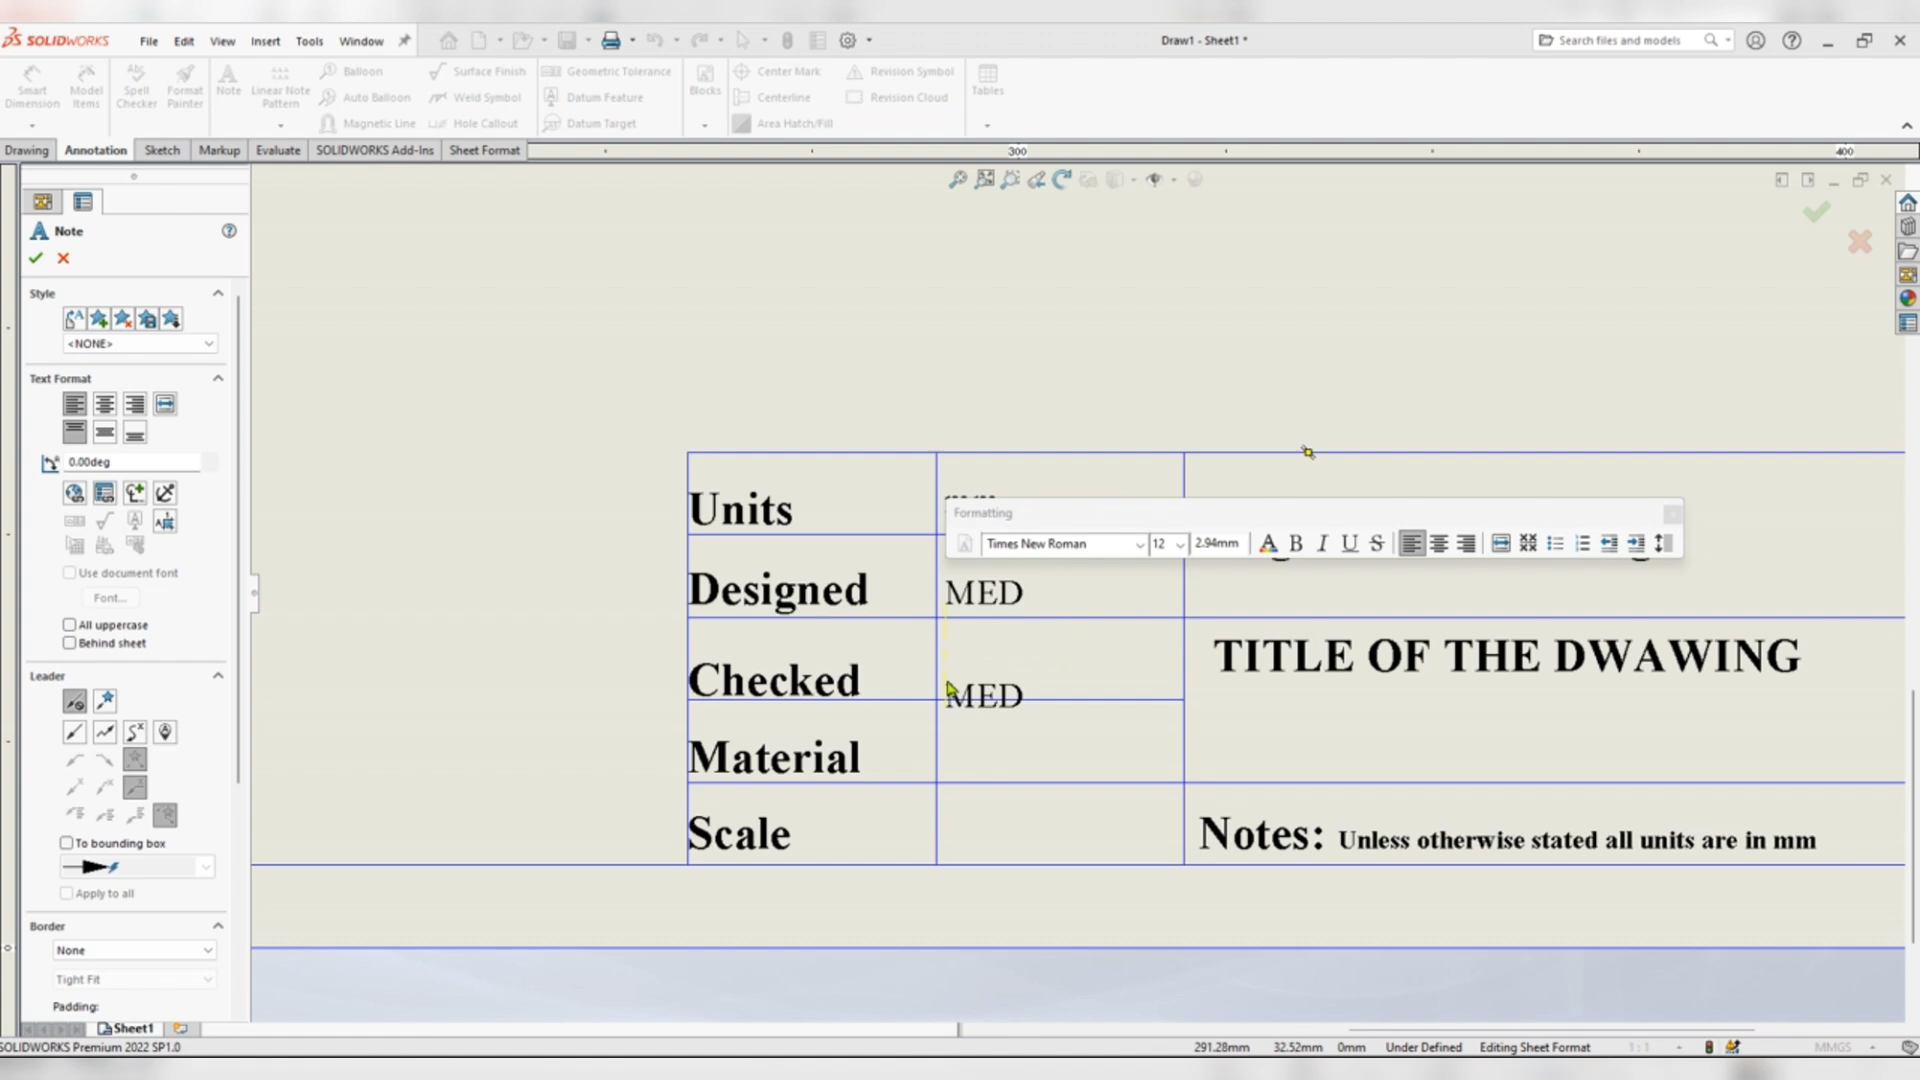 SOLIDWORKS File Edit View Insert Tools Window Draw1 - Sheet1 * Search files and models
Smart Dimension Model Items Spell Checker Format Painter Note Linear Note Pattern Balloon Auto Balloon Magnetic Line Surface Finish Weld Symbol Hole Callout Geometric Tolerance Datum Feature Datum Target Blocks Center Mark Centerline Area Hatch/Fill Revision Symbol Revision Cloud Tables
Drawing Annotation Sketch Markup Evaluate SOLIDWORKS Add-Ins Sheet Format 300 400
Note
Style
<NONE>
Text Format
0.00deg
Use document font
Font...
All uppercase
Behind sheet
Leader
To bounding box
Apply to all
Border
None
Tight Fit
Padding:
Units
Formatting
Times New Roman 12 2.94mm A B I U S
Designed MED
Checked MED
TITLE OF THE DWAWING
Material
Scale
Notes: Unless otherwise stated all units are in mm
Sheet1
SOLIDWORKS Premium 2022 SP1.0 291.28mm 32.52mm 0mm Under Defined Editing Sheet Format 1 : 1 MMGS